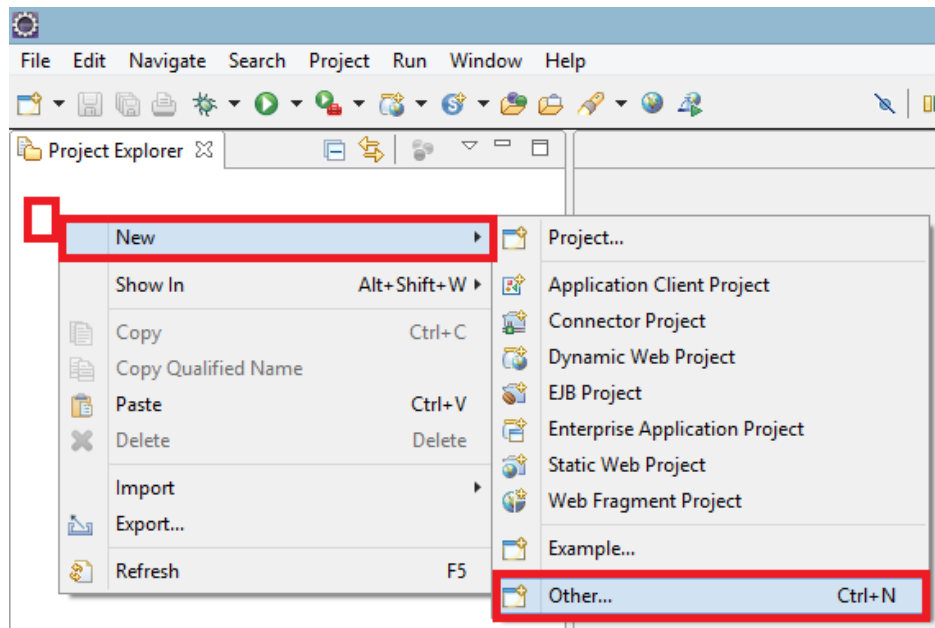 File Edit Navigate Search Project Run Window Help
Project Explorer
New
Show In Alt+Shift+W
Copy Ctrl+C
Copy Qualified Name
Paste Ctrl+V
Delete Delete
Import
Export...
Refresh F5
Project...
Application Client Project
Connector Project
Dynamic Web Project
EJB Project
Enterprise Application Project
Static Web Project
Web Fragment Project
Example...
Other... Ctrl+N